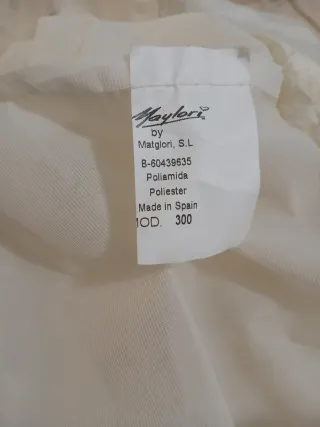 Maylori
by
Matglori, S.L
B-60439635
Poliamida
Poliester
Made in Spain
MOD. 300